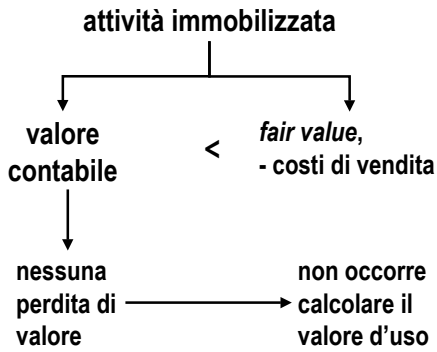 attività immobilizzata
valore
contabile
<
fair value,
- costi di vendita
nessuna
perdita di
valore
non occorre
calcolare il
valore d’uso